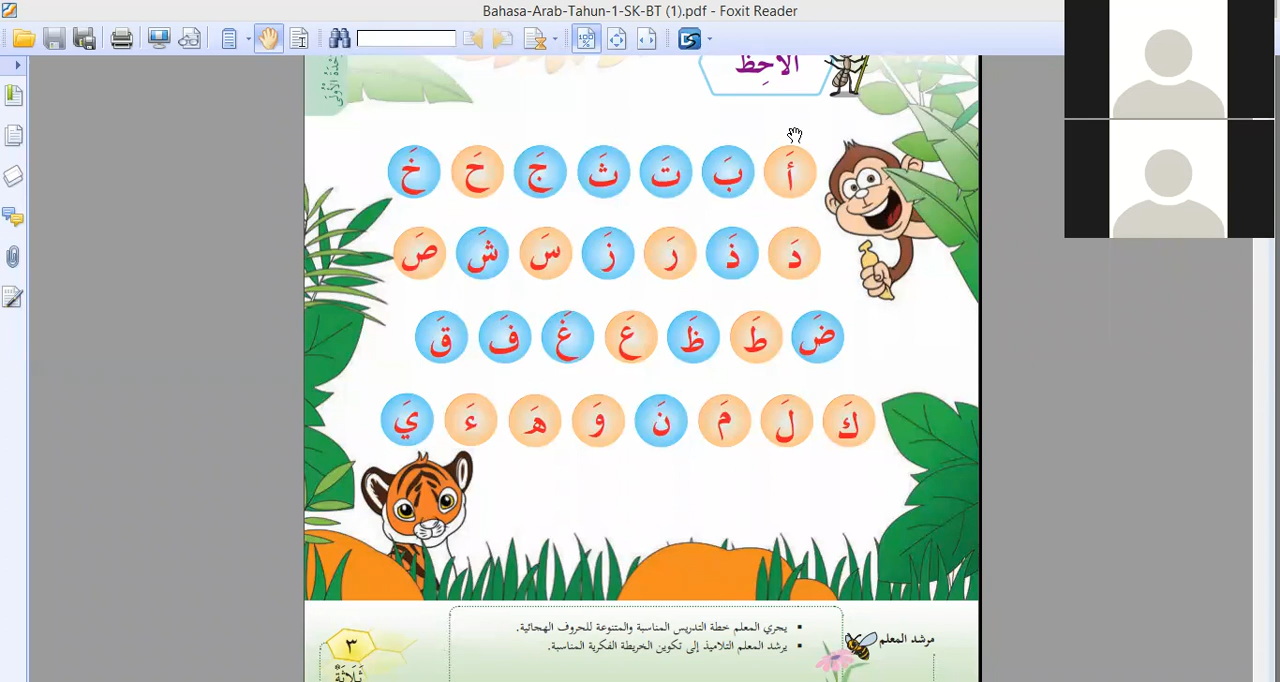 Bahasa-Arab-Tahun-1-SK-BT (1).pdf - Foxit Reader
أُلَاحِظُ
أَ بَ تَ ثَ جَ حَ خَ
دَ ذَ رَ زَ سَ شَ صَ
ضَ طَ ظَ عَ غَ فَ قَ
كَ لَ مَ نَ وَ هَ ءَ يَ
مرشد المعلم
▪ يجري المعلم خطة التدريس المناسبة والمتنوعة للحروف الهجائية.
▪ يرشد المعلم التلاميذ إلى تكوين الخريطة الفكرية المناسبة.
٣
ثَلَاثَةٌ